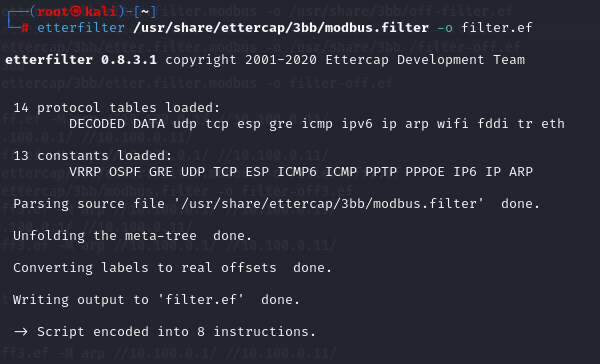 ┌──(root㉿kali)-[~]
└─# etterfilter /usr/share/ettercap/3bb/modbus.filter -o filter.ef
etterfilter 0.8.3.1 copyright 2001-2020 Ettercap Development Team
14 protocol tables loaded:
DECODED DATA udp tcp esp gre icmp ipv6 ip arp wifi fddi tr eth
13 constants loaded:
VRRP OSPF GRE UDP TCP ESP ICMP6 ICMP PPTP PPPOE IP6 IP ARP
Parsing source file '/usr/share/ettercap/3bb/modbus.filter'  done.
Unfolding the meta-tree  done.
Converting labels to real offsets  done.
Writing output to 'filter.ef'  done.
-> Script encoded into 8 instructions.